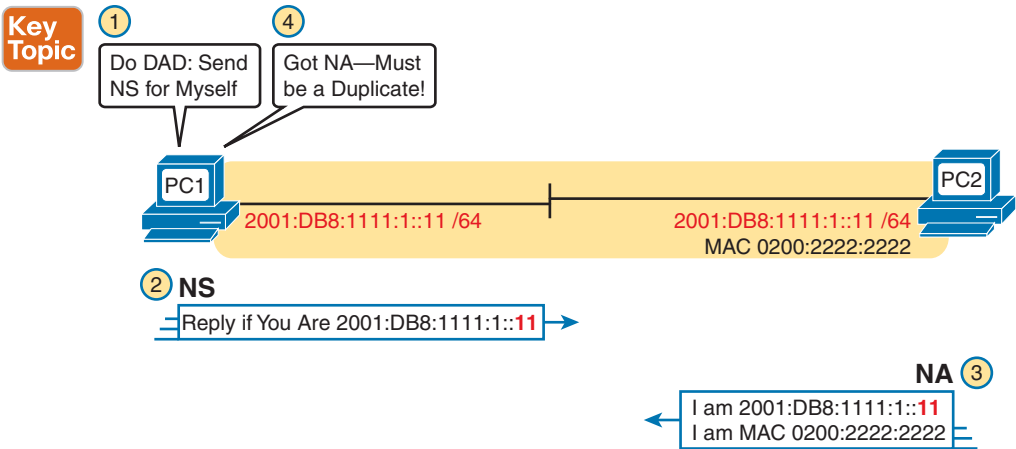 Key
Topic
1
4
Do DAD: Send
NS for Myself
Got NA—Must
be a Duplicate!
PC1
PC2
2001:DB8:1111:1::11 /64
2001:DB8:1111:1::11 /64
MAC 0200:2222:2222
2 NS
Reply if You Are 2001:DB8:1111:1::11
NA 3
I am 2001:DB8:1111:1::11
I am MAC 0200:2222:2222